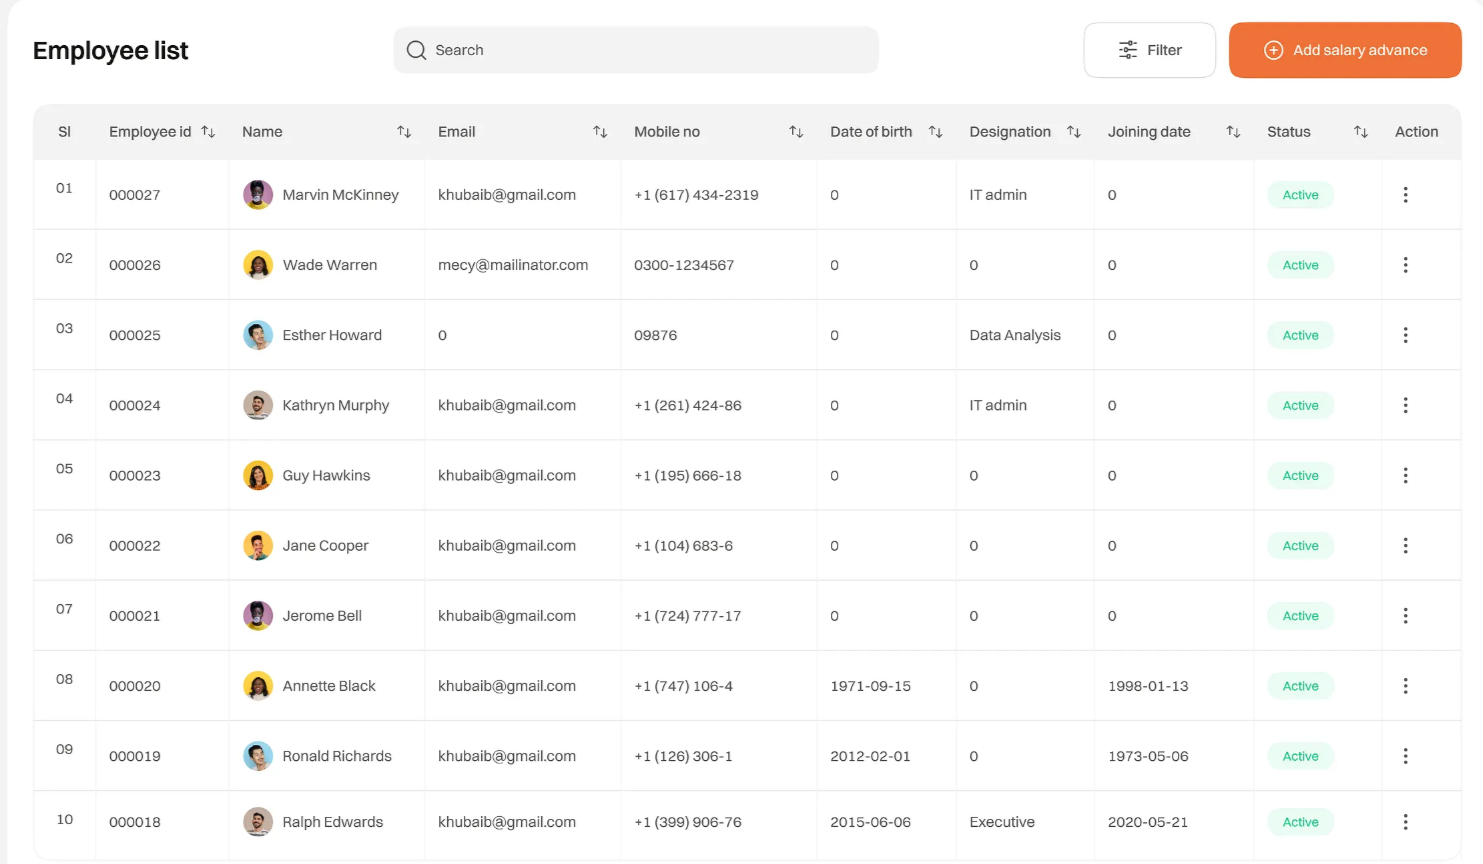 Employee list Search Filter Add salary advance
Sl Employee id Name Email Mobile no Date of birth Designation Joining date Status Action
01 000027 Marvin McKinney khubaib@gmail.com +1 (617) 434-2319 0 IT admin 0 Active
02 000026 Wade Warren mecy@mailinator.com 0300-1234567 0 0 0 Active
03 000025 Esther Howard 0 09876 0 Data Analysis 0 Active
04 000024 Kathryn Murphy khubaib@gmail.com +1 (261) 424-86 0 IT admin 0 Active
05 000023 Guy Hawkins khubaib@gmail.com +1 (195) 666-18 0 0 0 Active
06 000022 Jane Cooper khubaib@gmail.com +1 (104) 683-6 0 0 0 Active
07 000021 Jerome Bell khubaib@gmail.com +1 (724) 777-17 0 0 0 Active
08 000020 Annette Black khubaib@gmail.com +1 (747) 106-4 1971-09-15 0 1998-01-13 Active
09 000019 Ronald Richards khubaib@gmail.com +1 (126) 306-1 2012-02-01 0 1973-05-06 Active
10 000018 Ralph Edwards khubaib@gmail.com +1 (399) 906-76 2015-06-06 Executive 2020-05-21 Active